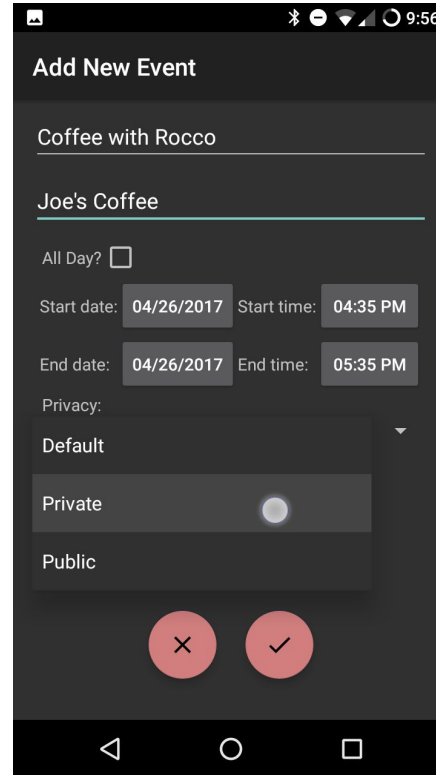 9:56
Add New Event
Coffee with Rocco
Joe's Coffee
All Day?
Start date: 04/26/2017 Start time: 04:35 PM
End date: 04/26/2017 End time: 05:35 PM
Privacy:
Default
Private
Public